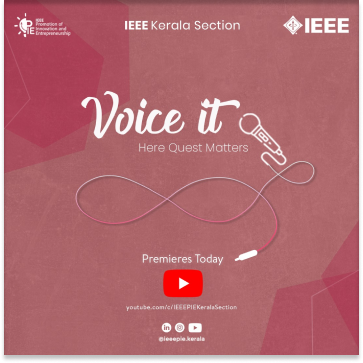 IEEE
Promotion of
Innovation and
Entrepreneurship
PIE
IEEE Kerala Section
IEEE
Voice it
Here Quest Matters
Premieres Today
youtube.com/c/IEEEPIEKeralaSection
@ieeepie.kerala